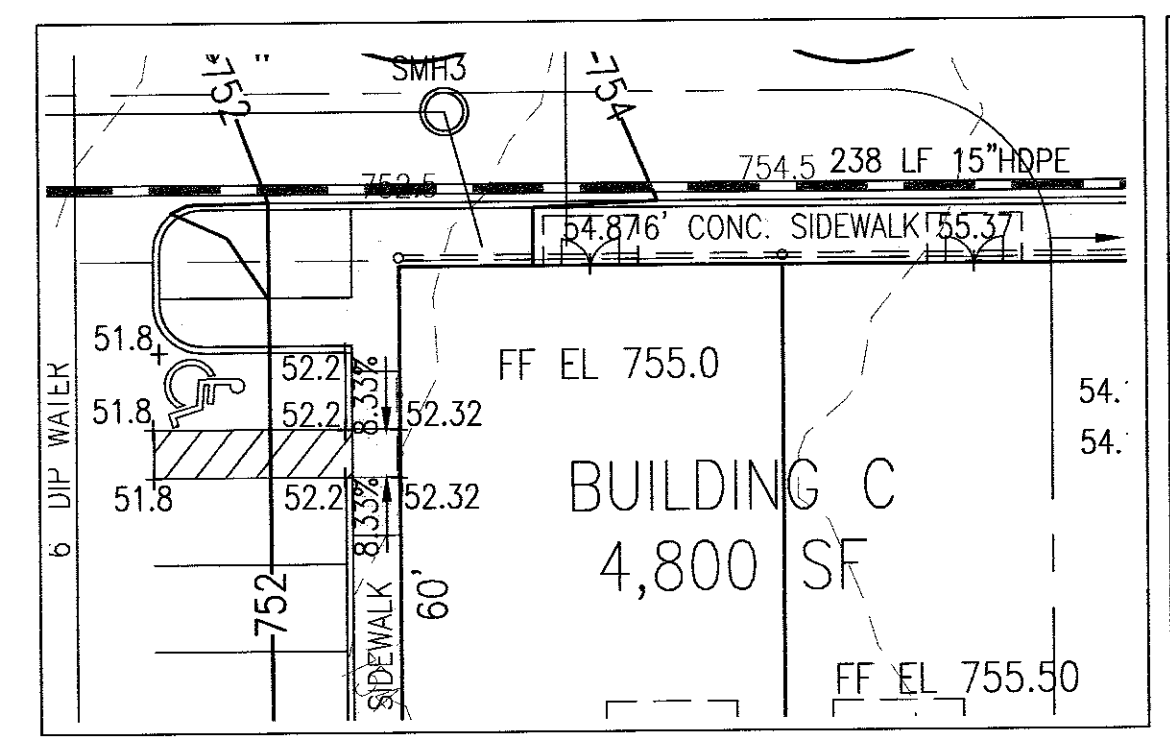 752
SMH3
754
752.5
754.5
238 LF 15"HDPE
54.87
6' CONC. SIDEWALK
55.37
51.8
52.2
8.33%
FF EL 755.0
51.8
52.2
52.32
54.
54.
6 DIP WATER
BUILDING C
51.8
52.2
8.33%
52.32
4,800 SF
752
SIDEWALK
60'
FF EL 755.50